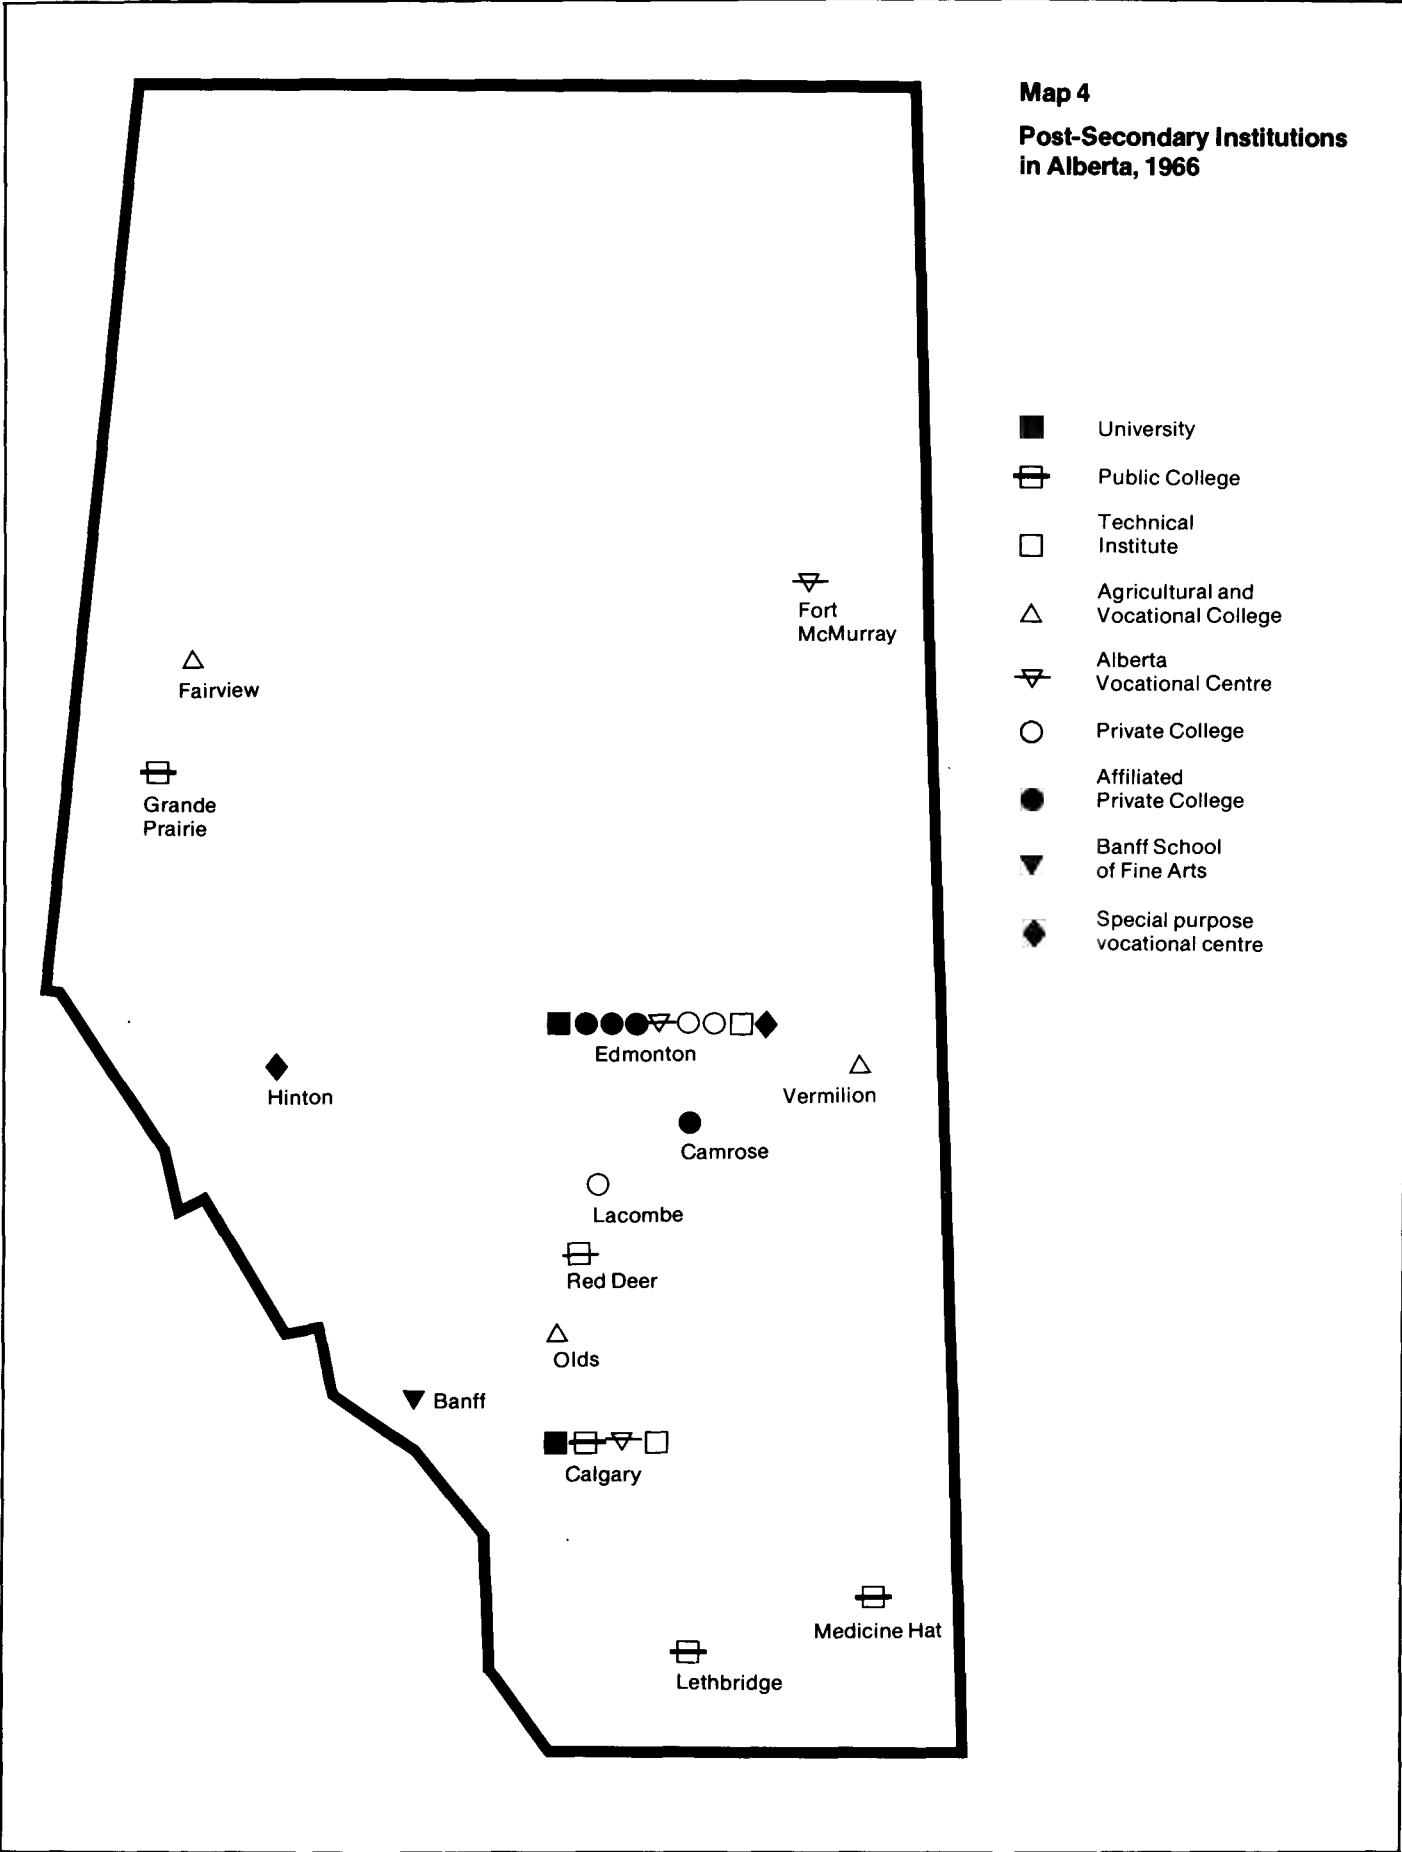 Map 4
Post-Secondary Institutions
in Alberta, 1966
University
Public College
Technical
Institute
Agricultural and
Vocational College
Alberta
Vocational Centre
Private College
Affiliated
Private College
Banff School
of Fine Arts
Special purpose
vocational centre
Fort
McMurray
Fairview
Grande
Prairie
Edmonton
Hinton
Vermilion
Camrose
Lacombe
Red Deer
Olds
Banff
Calgary
Medicine Hat
Lethbridge